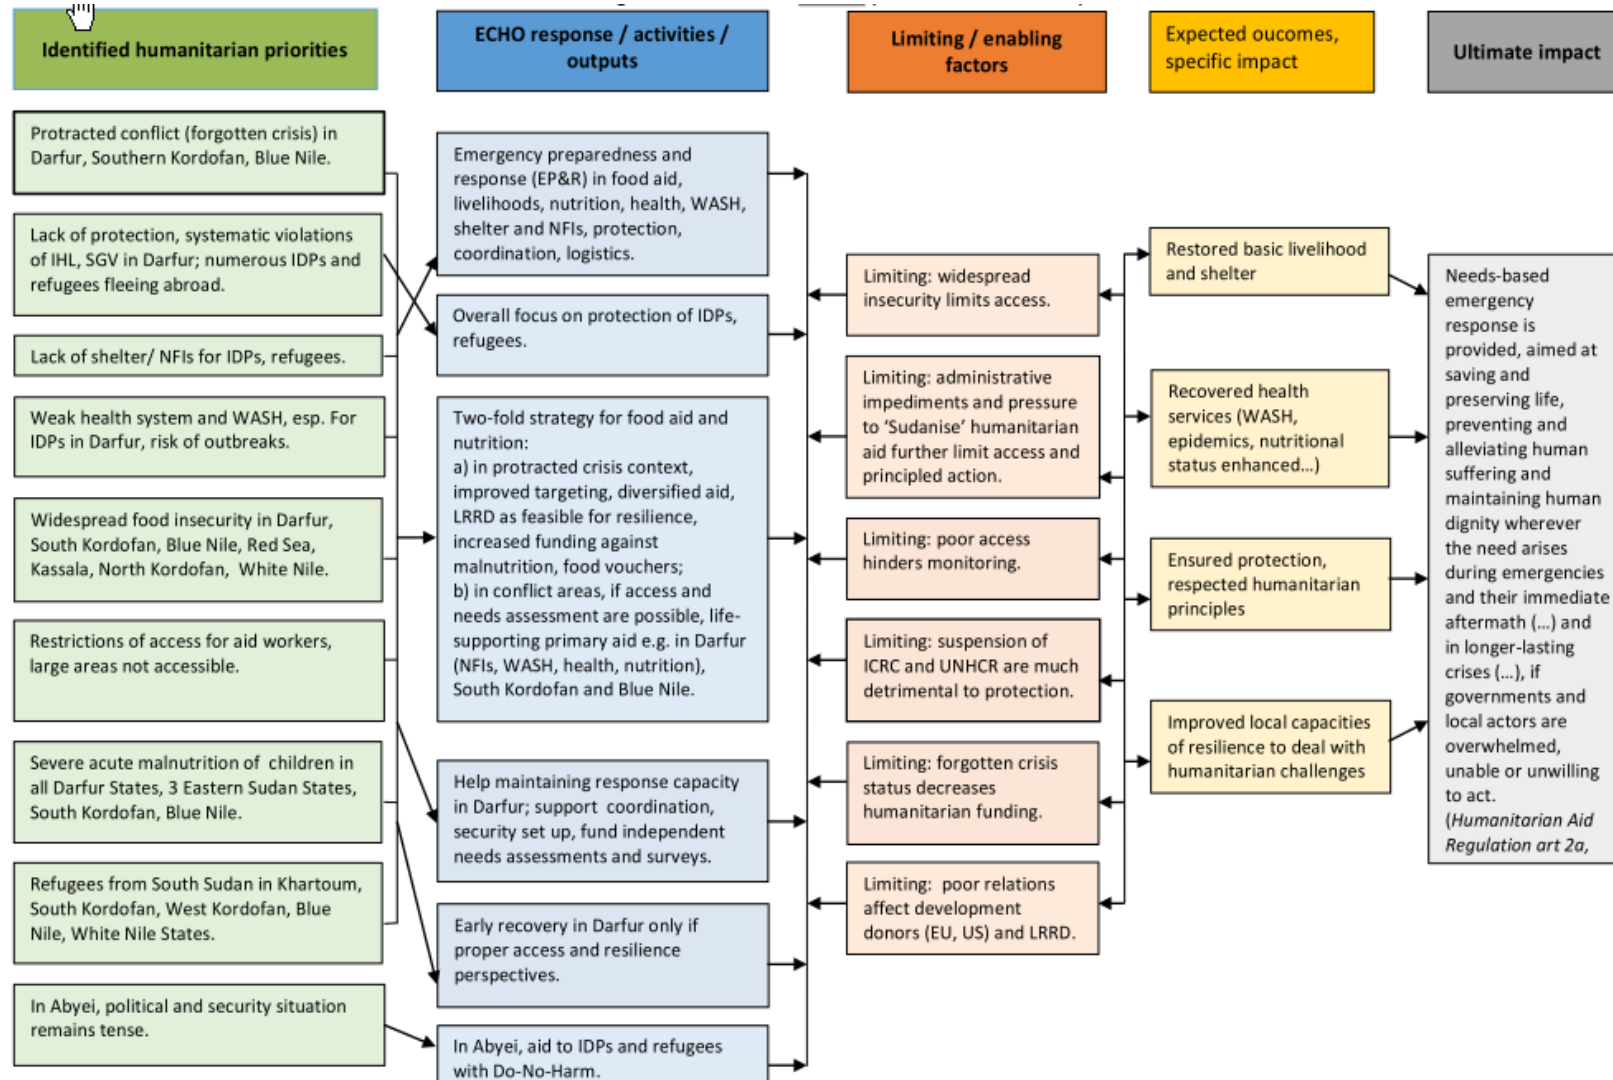 Identified humanitarian priorities
ECHO response / activities /
outputs
Limiting / enabling
factors
Expected oucomes,
specific impact
Ultimate impact
Protracted conflict (forgotten crisis) in
Darfur, Southern Kordofan, Blue Nile.
Lack of protection, systematic violations
of IHL, SGV in Darfur; numerous IDPs and
refugees fleeing abroad.
Lack of shelter/ NFIs for IDPs, refugees.
Weak health system and WASH, esp. For
IDPs in Darfur, risk of outbreaks.
Widespread food insecurity in Darfur,
South Kordofan, Blue Nile, Red Sea,
Kassala, North Kordofan, White Nile.
Restrictions of access for aid workers,
large areas not accessible.
Severe acute malnutrition of children in
all Darfur States, 3 Eastern Sudan States,
South Kordofan, Blue Nile.
Refugees from South Sudan in Khartoum,
South Kordofan, West Kordofan, Blue
Nile, White Nile States.
In Abyei, political and security situation
remains tense.
Emergency preparedness and
response (EP&R) in food aid,
livelihoods, nutrition, health, WASH,
shelter and NFIs, protection,
coordination, logistics.
Overall focus on protection of IDPs,
refugees.
Two-fold strategy for food aid and
nutrition:
a) in protracted crisis context,
improved targeting, diversified aid,
LRRD as feasible for resilience,
increased funding against
malnutrition, food vouchers;
b) in conflict areas, if access and
needs assessment are possible, life-
supporting primary aid e.g. in Darfur
(NFIs, WASH, health, nutrition),
South Kordofan and Blue Nile.
Help maintaining response capacity
in Darfur; support coordination,
security set up, fund independent
needs assessments and surveys.
Early recovery in Darfur only if
proper access and resilience
perspectives.
In Abyei, aid to IDPs and refugees
with Do-No-Harm.
Limiting: widespread
insecurity limits access.
Limiting: administrative
impediments and pressure
to ‘Sudanise’ humanitarian
aid further limit access and
principled action.
Limiting: poor access
hinders monitoring.
Limiting: suspension of
ICRC and UNHCR are much
detrimental to protection.
Limiting: forgotten crisis
status decreases
humanitarian funding.
Limiting: poor relations
affect development
donors (EU, US) and LRRD.
Restored basic livelihood
and shelter
Recovered health
services (WASH,
epidemics, nutritional
status enhanced…)
Ensured protection,
respected humanitarian
principles
Improved local capacities
of resilience to deal with
humanitarian challenges
Needs-based
emergency
response is
provided, aimed at
saving and
preserving life,
preventing and
alleviating human
suffering and
maintaining human
dignity wherever
the need arises
during emergencies
and their immediate
aftermath (…) and
in longer-lasting
crises (…), if
governments and
local actors are
overwhelmed,
unable or unwilling
to act.
(Humanitarian Aid
Regulation art 2a,